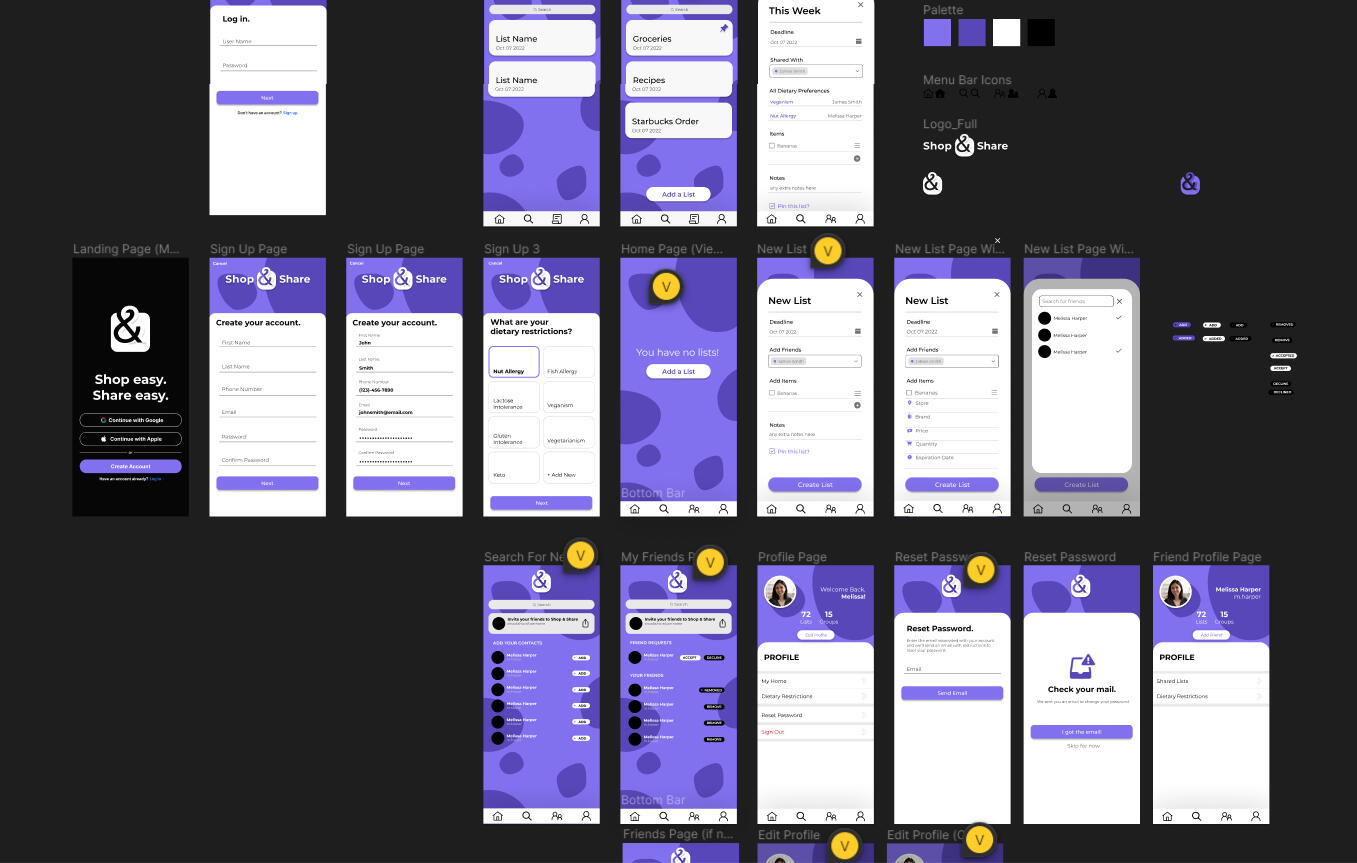 Log in.
User Name
Password
Next
Don't have an account? Sign up
Search
List Name
Oct 07 2022
List Name
Oct 07 2022
Search
Groceries
Oct 07 2022
Recipes
Oct 07 2022
Starbucks Order
Oct 07 2022
Add a List
This Week
Deadline
Oct 07 2022
Shared With
James Smith
All Dietary Preferences
Veganism James Smith
Nut Allergy Melissa Harper
Items
Bananas
Notes
any extra notes here
Pin this list?
Palette
Menu Bar Icons
Logo_Full
Shop & Share
&
&
Landing Page (M...
&
Shop easy.
Share easy.
Continue with Google
Continue with Apple
or
Create Account
Have an account already? Log in
Sign Up Page
Cancel
Shop & Share
Create your account.
First Name
Last Name
Phone Number
Email
Password
Confirm Password
Next
Sign Up Page
Cancel
Shop & Share
Create your account.
First Name
John
Last Name
Smith
Phone Number
(123)-456-7890
Email
johnsmith@email.com
Password
Confirm Password
Next
Sign Up 3
Cancel
Shop & Share
What are your
dietary restrictions?
Nut Allergy
Fish Allergy
Lactose
Intolerance
Veganism
Gluten
Intolerance
Vegetarianism
Keto
+ Add New
Next
Home Page (Vie...
V
You have no lists!
Add a List
Bottom Bar
New List
V
New List
Deadline
Oct 07 2022
Add Friends
James Smith
Add Items
Bananas
Notes
any extra notes here
Pin this list?
Create List
New List Page Wi...
New List
Deadline
Oct 07 2022
Add Friends
James Smith
Add Items
Bananas
Store
Brand
Price
Quantity
Expiration Date
Create List
New List Page Wi...
Search for friends
Melissa Harper
Melissa Harper
Melissa Harper
Create List
ADD
+ ADD
ADD
ADDED
+ ADDED
ADDED
REMOVED
REMOVE
+ ACCEPTED
ACCEPT
DECLINE
DECLINED
Search For Ne
V
&
Search
Invite your friends to Shop & Share
ADD YOUR CONTACTS
Melissa Harper + ADD
Melissa Harper + ADD
Melissa Harper + ADD
Melissa Harper + ADD
Melissa Harper + ADD
Melissa Harper + ADD
My Friends P
V
&
Search
Invite your friends to Shop & Share
FRIEND REQUESTS
Melissa Harper ACCEPT DECLINE
YOUR FRIENDS
Melissa Harper + REMOVED
Melissa Harper REMOVE
Melissa Harper REMOVE
Melissa Harper REMOVE
Bottom Bar
Profile Page
Welcome Back,
Melissa!
72 15
Lists Groups
Edit Profile
PROFILE
My Home
Dietary Restrictions
Reset Password
Sign Out
Reset Passw
V
&
Reset Password.
Enter the email associated with your account
and we'll send an email with instructions to
reset your password.
Email
Send Email
Reset Password
&
Check your mail.
We sent you an email to change your password
I got the email!
Skip for now
Friend Profile Page
Melissa Harper
m.harper
72 15
Lists Groups
Add Friend
PROFILE
Shared Lists
Dietary Restrictions
Friends Page (if n...
Edit Profile
V
Edit Profile (C
V